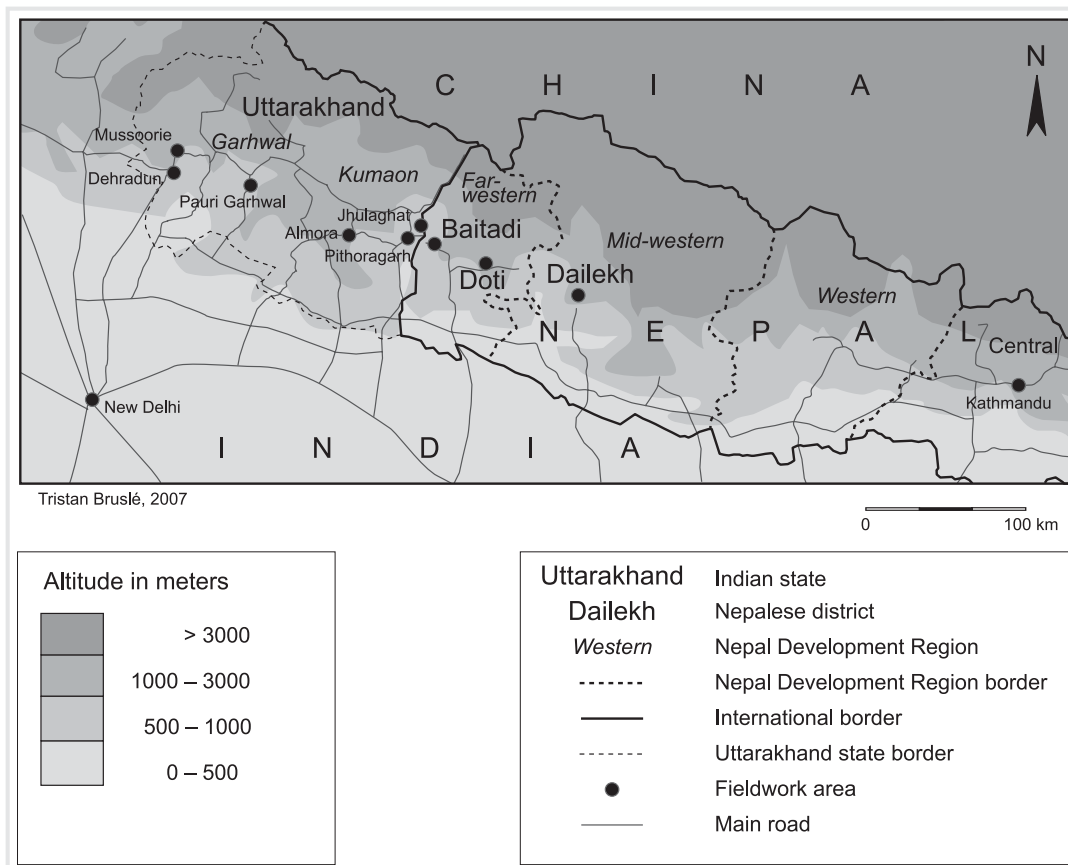 C H I N A
N
Uttarakhand
Mussoorie
Garhwal
Dehradun
Kumaon
Far-
western
Pauri Garhwal
Jhulaghat
Almora
Baitadi
Mid-western
Pithoragarh
Doti
Dailekh
Western
N E P A L
Central
New Delhi
Kathmandu
I N D I A
Tristan Bruslé, 2007
0 100 km
Altitude in meters
> 3000
1000 – 3000
500 – 1000
0 – 500
Uttarakhand Indian state
Dailekh Nepalese district
Western Nepal Development Region
Nepal Development Region border
International border
Uttarakhand state border
Fieldwork area
Main road